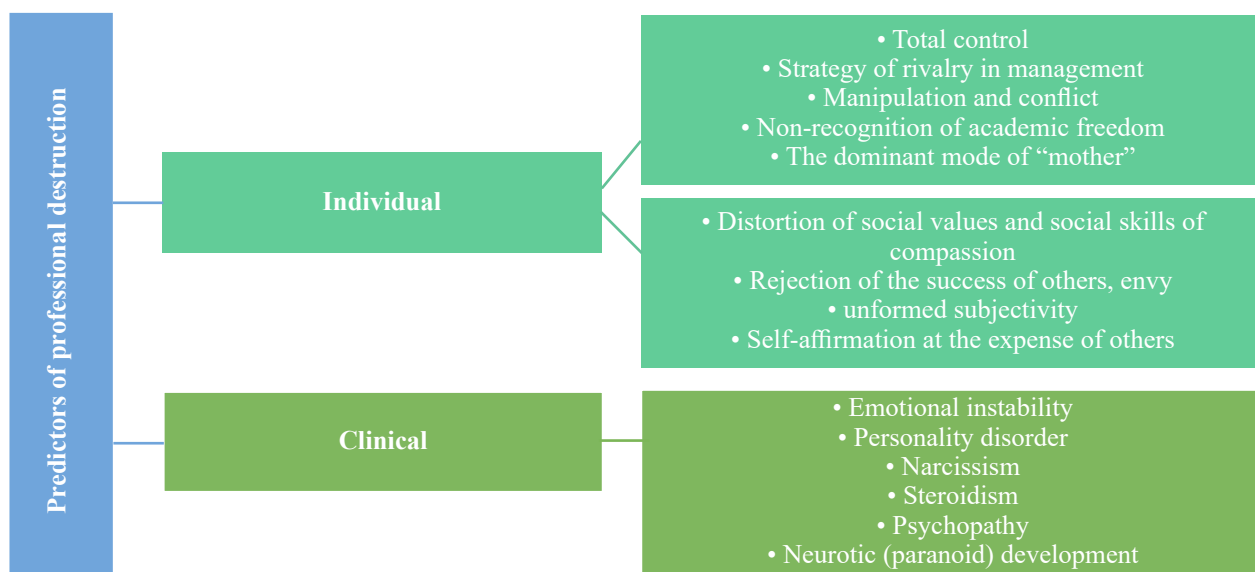 Predictors of professional destruction
Individual
• Total control
• Strategy of rivalry in management
• Manipulation and conflict
• Non-recognition of academic freedom
• The dominant mode of “mother”
• Distortion of social values and social skills of
compassion
• Rejection of the success of others, envy
• unformed subjectivity
• Self-affirmation at the expense of others
Clinical
• Emotional instability
• Personality disorder
• Narcissism
• Steroidism
• Psychopathy
• Neurotic (paranoid) development